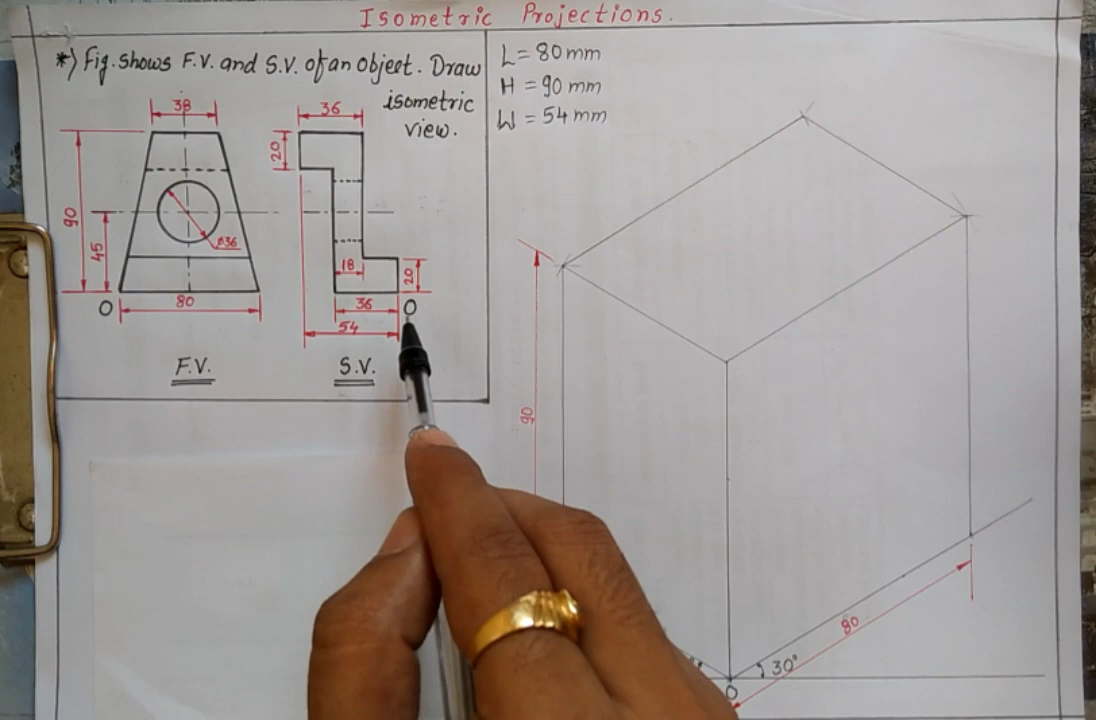 Isometric Projections.
*) Fig. shows F.V. and S.V. of an object. Draw
isometric
view.
L = 80 mm
H = 90 mm
W = 54 mm
38
36
20
90
45
ø36
18
20
O
80
36
O
54
F.V.
S.V.
90
80
30°
O